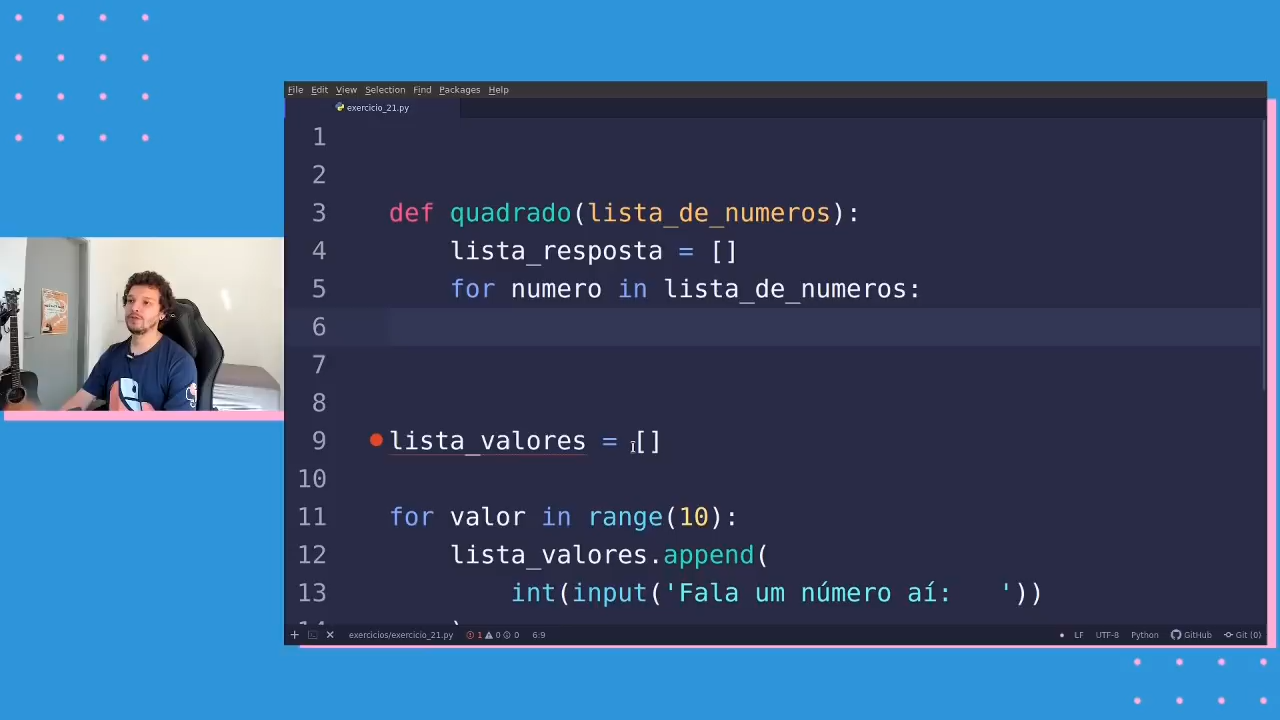 File Edit View Selection Find Packages Help
exercicio_21.py
1
2
3 def quadrado(lista_de_numeros):
4 lista_resposta = []
5 for numero in lista_de_numeros:
6
7
8
9 lista_valores = []
10
11 for valor in range(10):
12 lista_valores.append(
13 int(input('Fala um número aí:   '))
exercicios/exercicio_21.py 1 0 0 6:9 LF UTF-8 Python GitHub Git (0)